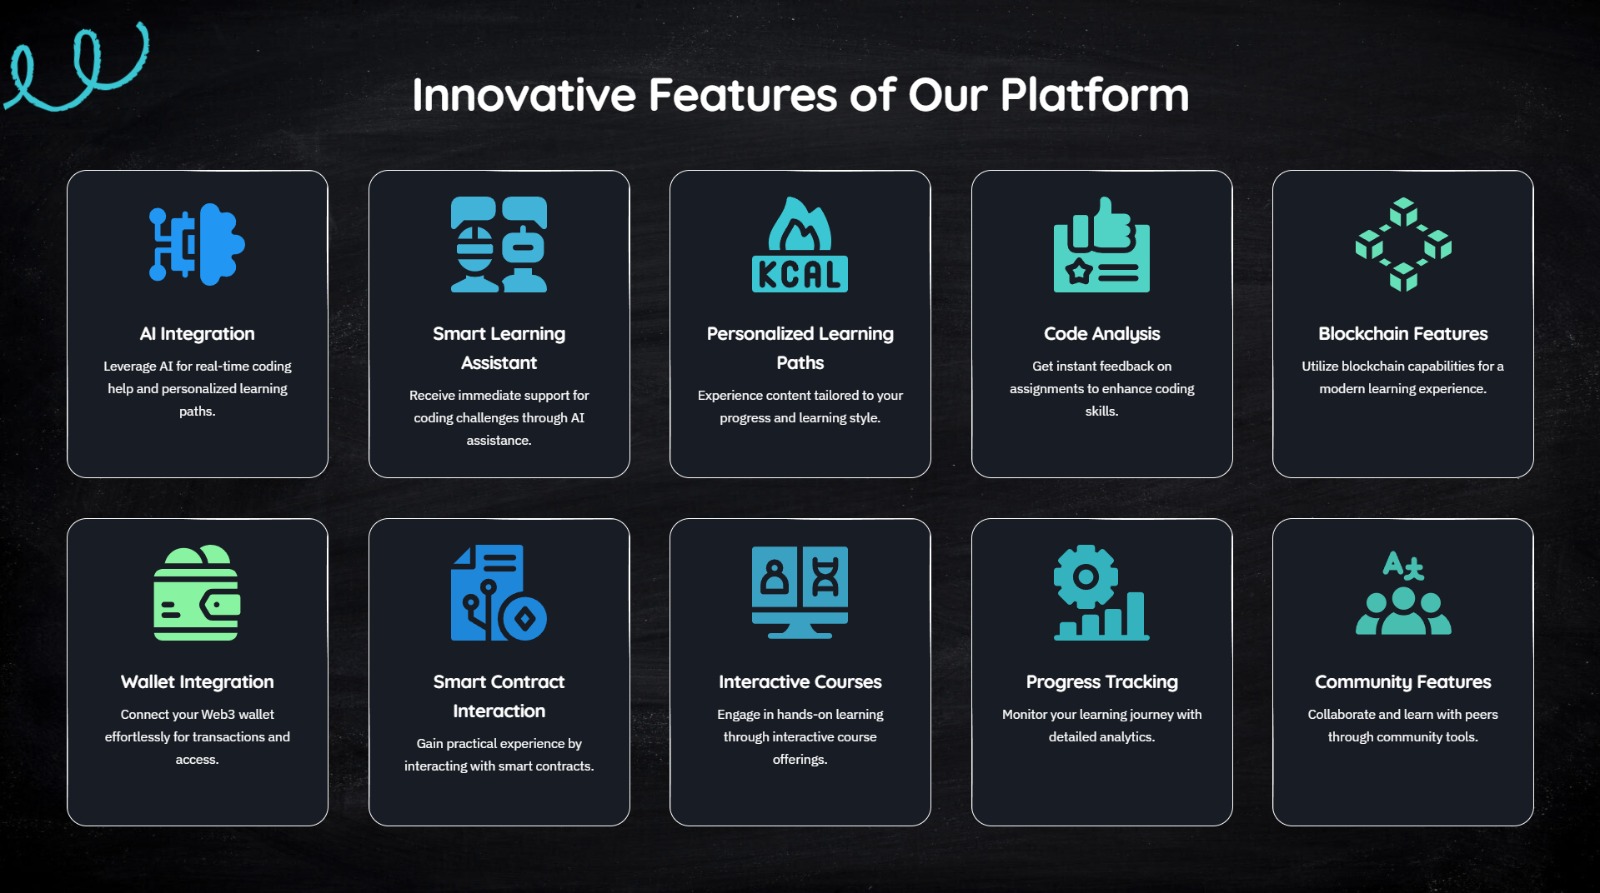 Innovative Features of Our Platform
KCAL
AI Integration
Leverage AI for real-time coding
help and personalized learning
paths.
Smart Learning
Assistant
Receive immediate support for
coding challenges through AI
assistance.
Personalized Learning
Paths
Experience content tailored to your
progress and learning style.
Code Analysis
Get instant feedback on
assignments to enhance coding
skills.
Blockchain Features
Utilize blockchain capabilities for a
modern learning experience.
Wallet Integration
Connect your Web3 wallet
effortlessly for transactions and
access.
Smart Contract
Interaction
Gain practical experience by
interacting with smart contracts.
Interactive Courses
Engage in hands-on learning
through interactive course
offerings.
Progress Tracking
Monitor your learning journey with
detailed analytics.
Community Features
Collaborate and learn with peers
through community tools.